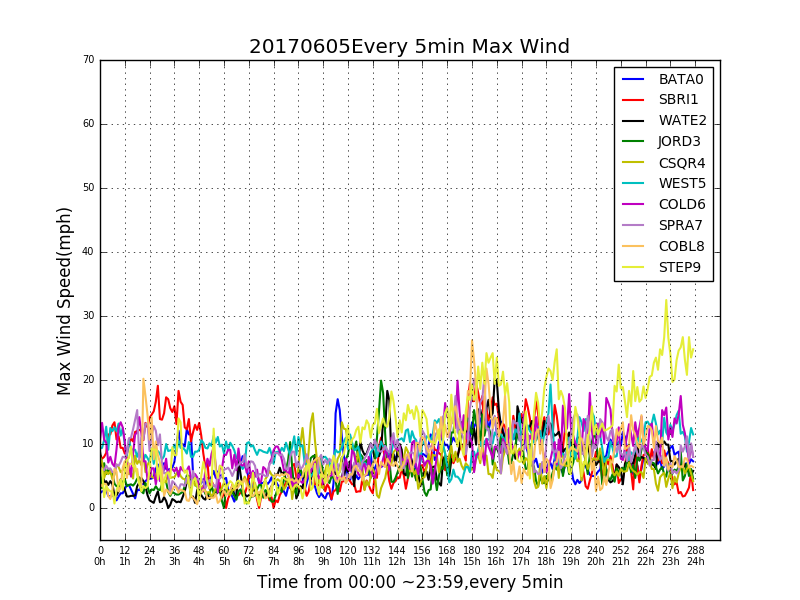 20170605Every 5min Max Wind
Max Wind Speed(mph)
70
60
50
40
30
20
10
0
BATA0
SBRI1
WATE2
JORD3
CSQR4
WEST5
COLD6
SPRA7
COBL8
STEP9
0 12 24 36 48 60 72 84 96 108 120 132 144 156 168 180 192 204 216 228 240 252 264 276 288
0h 1h 2h 3h 4h 5h 6h 7h 8h 9h 10h 11h 12h 13h 14h 15h 16h 17h 18h 19h 20h 21h 22h 23h 24h
Time from 00:00 ~23:59,every 5min